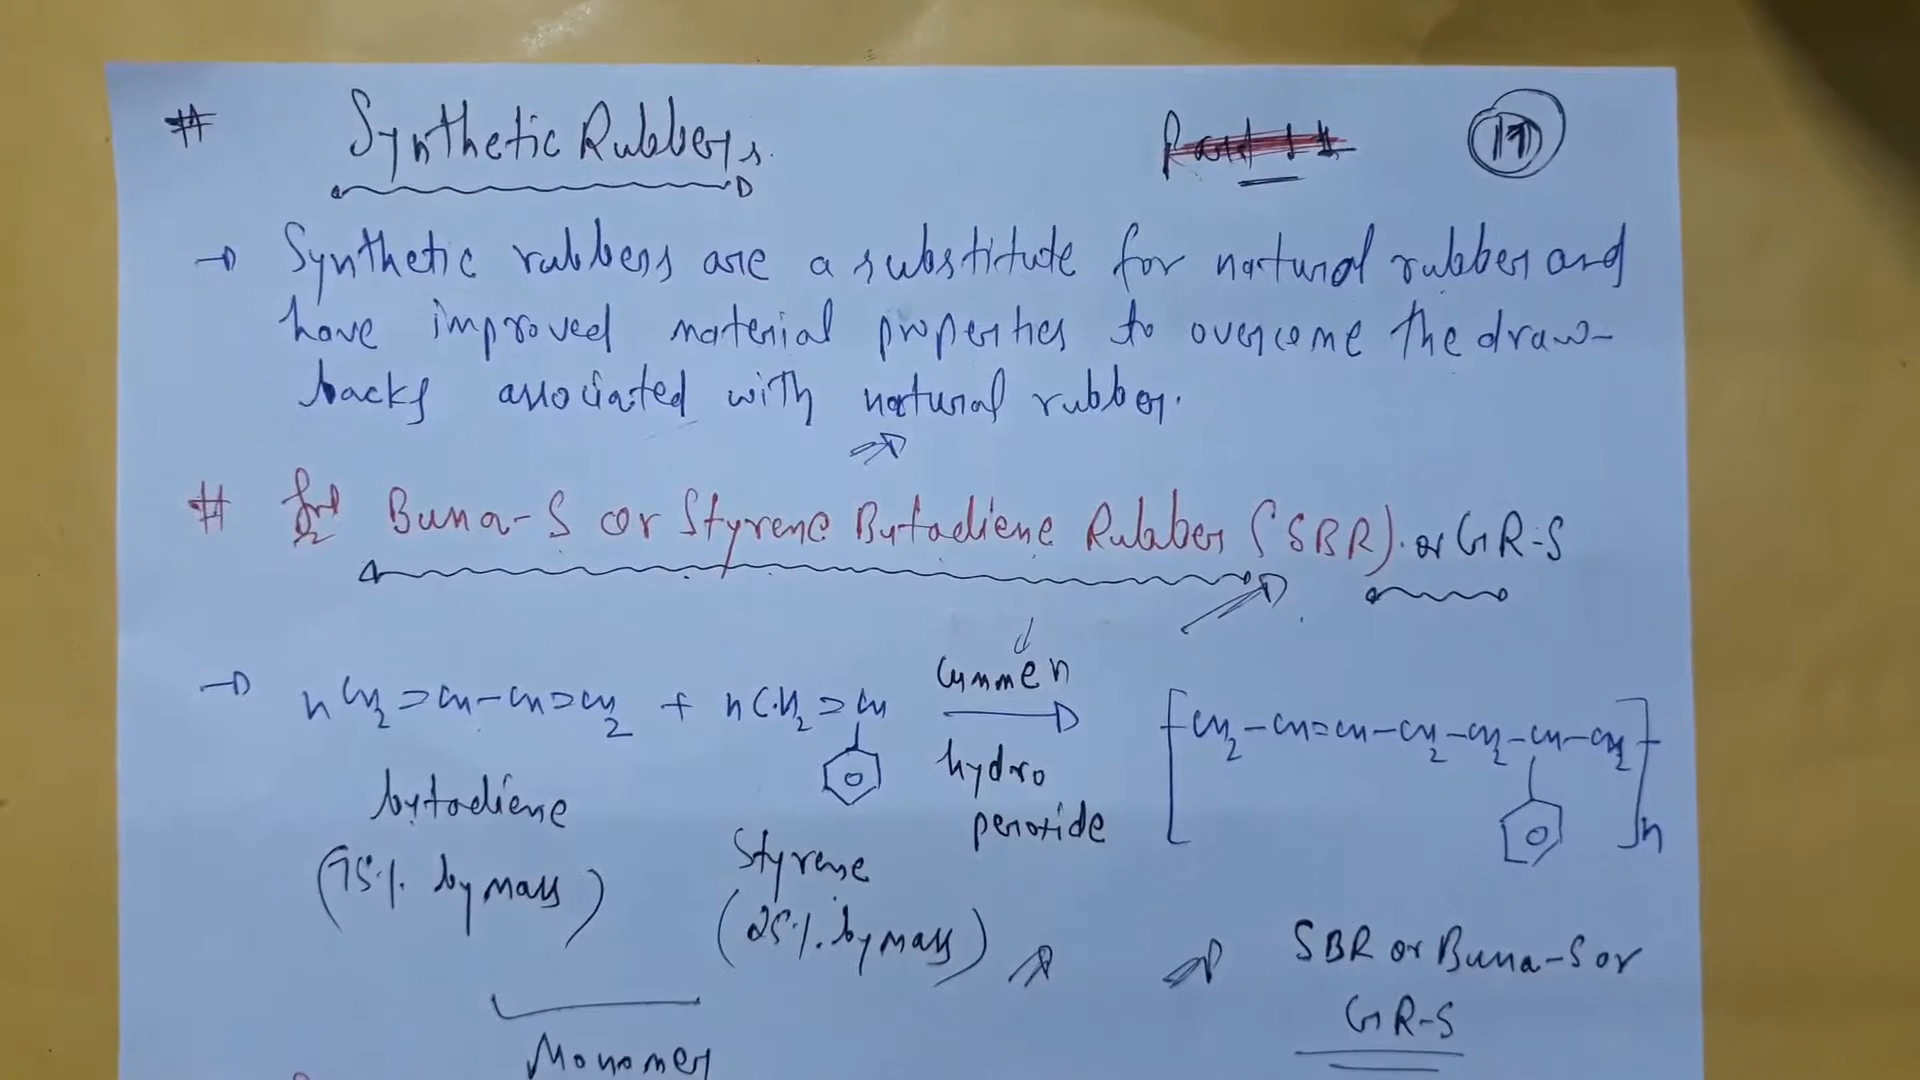 # Synthetic Rubbers.
17
→ Synthetic rubbers are a substitute for natural rubber and
have improved material properties to overcome the draw-
backs associated with natural rubber.
# Buna-S or Styrene Butadiene Rubber (SBR). or GR-S
→ nCH2=CH-CH=CH2 + nCH2=CH
Cummen
hydro
peroxide
[CH2-CH=CH-CH2-CH2-CH-CH2]n
butadiene
(75% by mass)
Styrene
(25% by mass)
SBR or Buna-S or
GR-S
Monomer